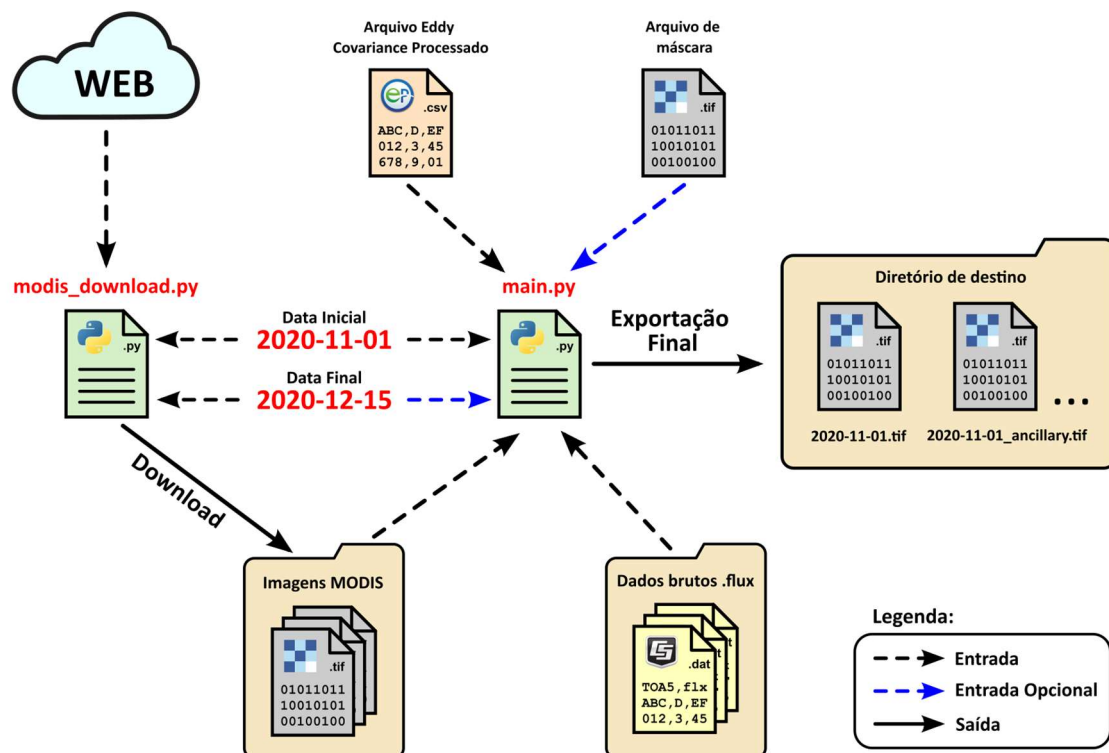 WEB
Arquivo Eddy
Covariance Processado
.csv
ABC,D,EF
012,3,45
678,9,01
Arquivo de
máscara
.tif
01011011
10010101
00100100
modis_download.py
.py
Data Inicial
2020-11-01
Data Final
2020-12-15
main.py
.py
Exportação
Final
Diretório de destino
.tif
01011011
10010101
00100100
2020-11-01.tif
.tif
01011011
10010101
00100100
2020-11-01_ancillary.tif
...
Download
Imagens MODIS
.tif
01011011
10010101
00100100
Dados brutos .flux
.dat
TOA5,flx
ABC,D,EF
012,3,45
Legenda:
Entrada
Entrada Opcional
Saída